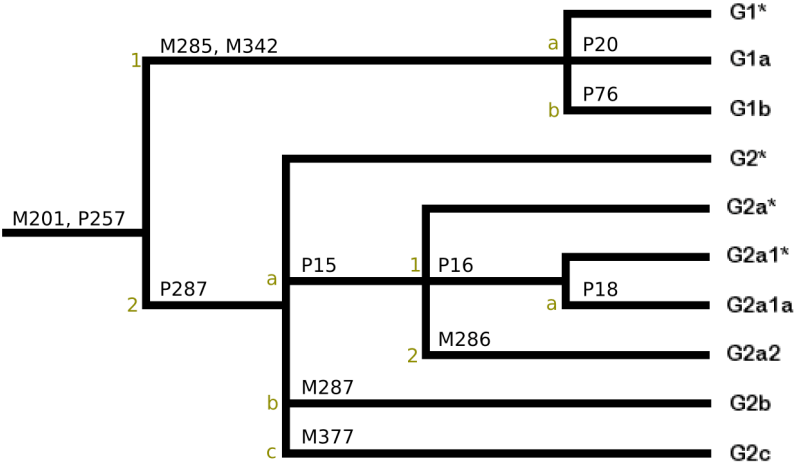 G1*
M285, M342
a
P20
1
G1a
P76
b
G1b
G2*
G2a*
M201, P257
G2a1*
P15
1
P16
a
P287
P18
2
a
G2a1a
M286
2
G2a2
M287
b
G2b
M377
c
G2c